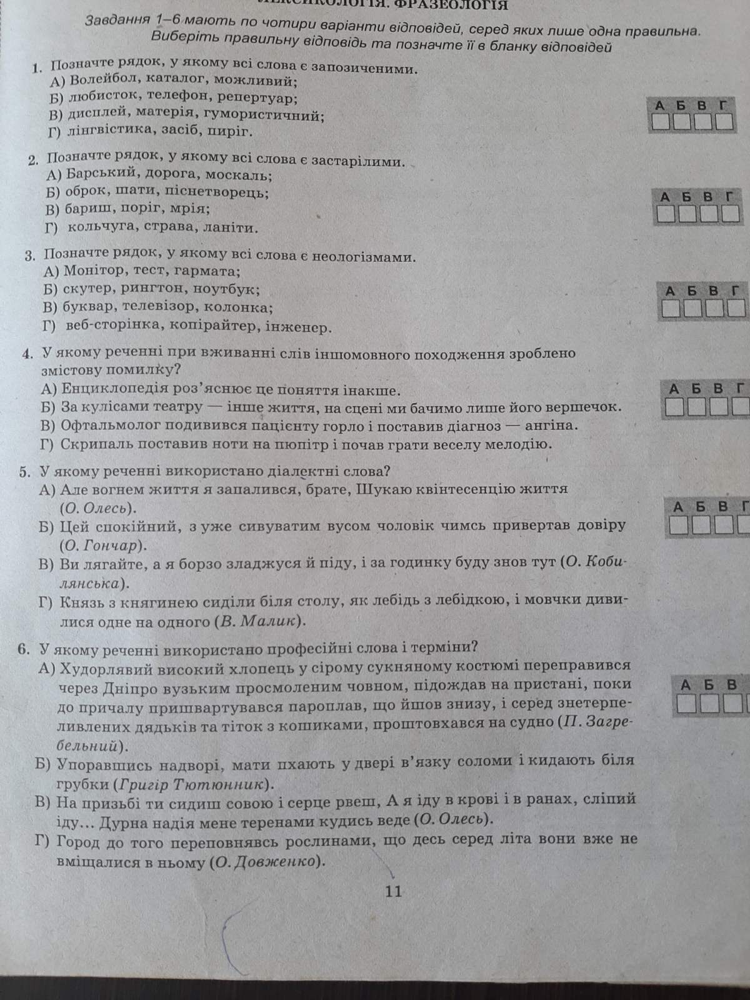 ЛЕКСИКОЛОГІЯ. ФРАЗЕОЛОГІЯ
Завдання 1–6 мають по чотири варіанти відповідей, серед яких лише одна правильна.
Виберіть правильну відповідь та позначте її в бланку відповідей
1. Позначте рядок, у якому всі слова є запозиченими.
А) Волейбол, каталог, можливий;
Б) любисток, телефон, репертуар;
В) дисплей, матерія, гумористичний;
Г) лінгвістика, засіб, пиріг.
А Б В Г
2. Позначте рядок, у якому всі слова є застарілими.
А) Барський, дорога, москаль;
Б) оброк, шати, піснетворець;
В) бариш, поріг, мрія;
Г) кольчуга, страва, ланіти.
А Б В Г
3. Позначте рядок, у якому всі слова є неологізмами.
А) Монітор, тест, гармата;
Б) скутер, рингтон, ноутбук;
В) буквар, телевізор, колонка;
Г) веб-сторінка, копірайтер, інженер.
А Б В Г
4. У якому реченні при вживанні слів іншомовного походження зроблено
змістову помилку?
А) Енциклопедія роз’яснює це поняття інакше.
Б) За кулісами театру — інше життя, на сцені ми бачимо лише його вершечок.
В) Офтальмолог подивився пацієнту горло і поставив діагноз — ангіна.
Г) Скрипаль поставив ноти на пюпітр і почав грати веселу мелодію.
А Б В Г
5. У якому реченні використано діалектні слова?
А) Але вогнем життя я запалився, брате, Шукаю квінтесенцію життя
(О. Олесь).
Б) Цей спокійний, з уже сивуватим вусом чоловік чимсь привертав довіру
(О. Гончар).
В) Ви лягайте, а я борзо зладжуся й піду, і за годинку буду знов тут (О. Коби-
лянська).
Г) Князь з княгинею сиділи біля столу, як лебідь з лебідкою, і мовчки диви-
лися одне на одного (В. Малик).
А Б В Г
6. У якому реченні використано професійні слова і терміни?
А) Худорлявий високий хлопець у сірому сукняному костюмі переправився
через Дніпро вузьким просмоленим човном, підождав на пристані, поки
до причалу пришвартувався пароплав, що йшов знизу, і серед знетерпе-
ливлених дядьків та тіток з кошиками, проштовхався на судно (П. Загре-
бельний).
Б) Упоравшись надворі, мати пхають у двері в’язку соломи і кидають біля
грубки (Григір Тютюнник).
В) На призьбі ти сидиш совою і серце рвеш, А я іду в крові і в ранах, сліпий
іду... Дурна надія мене теренами кудись веде (О. Олесь).
Г) Город до того переповнявсь рослинами, що десь серед літа вони вже не
вміщалися в ньому (О. Довженко).
А Б В
11